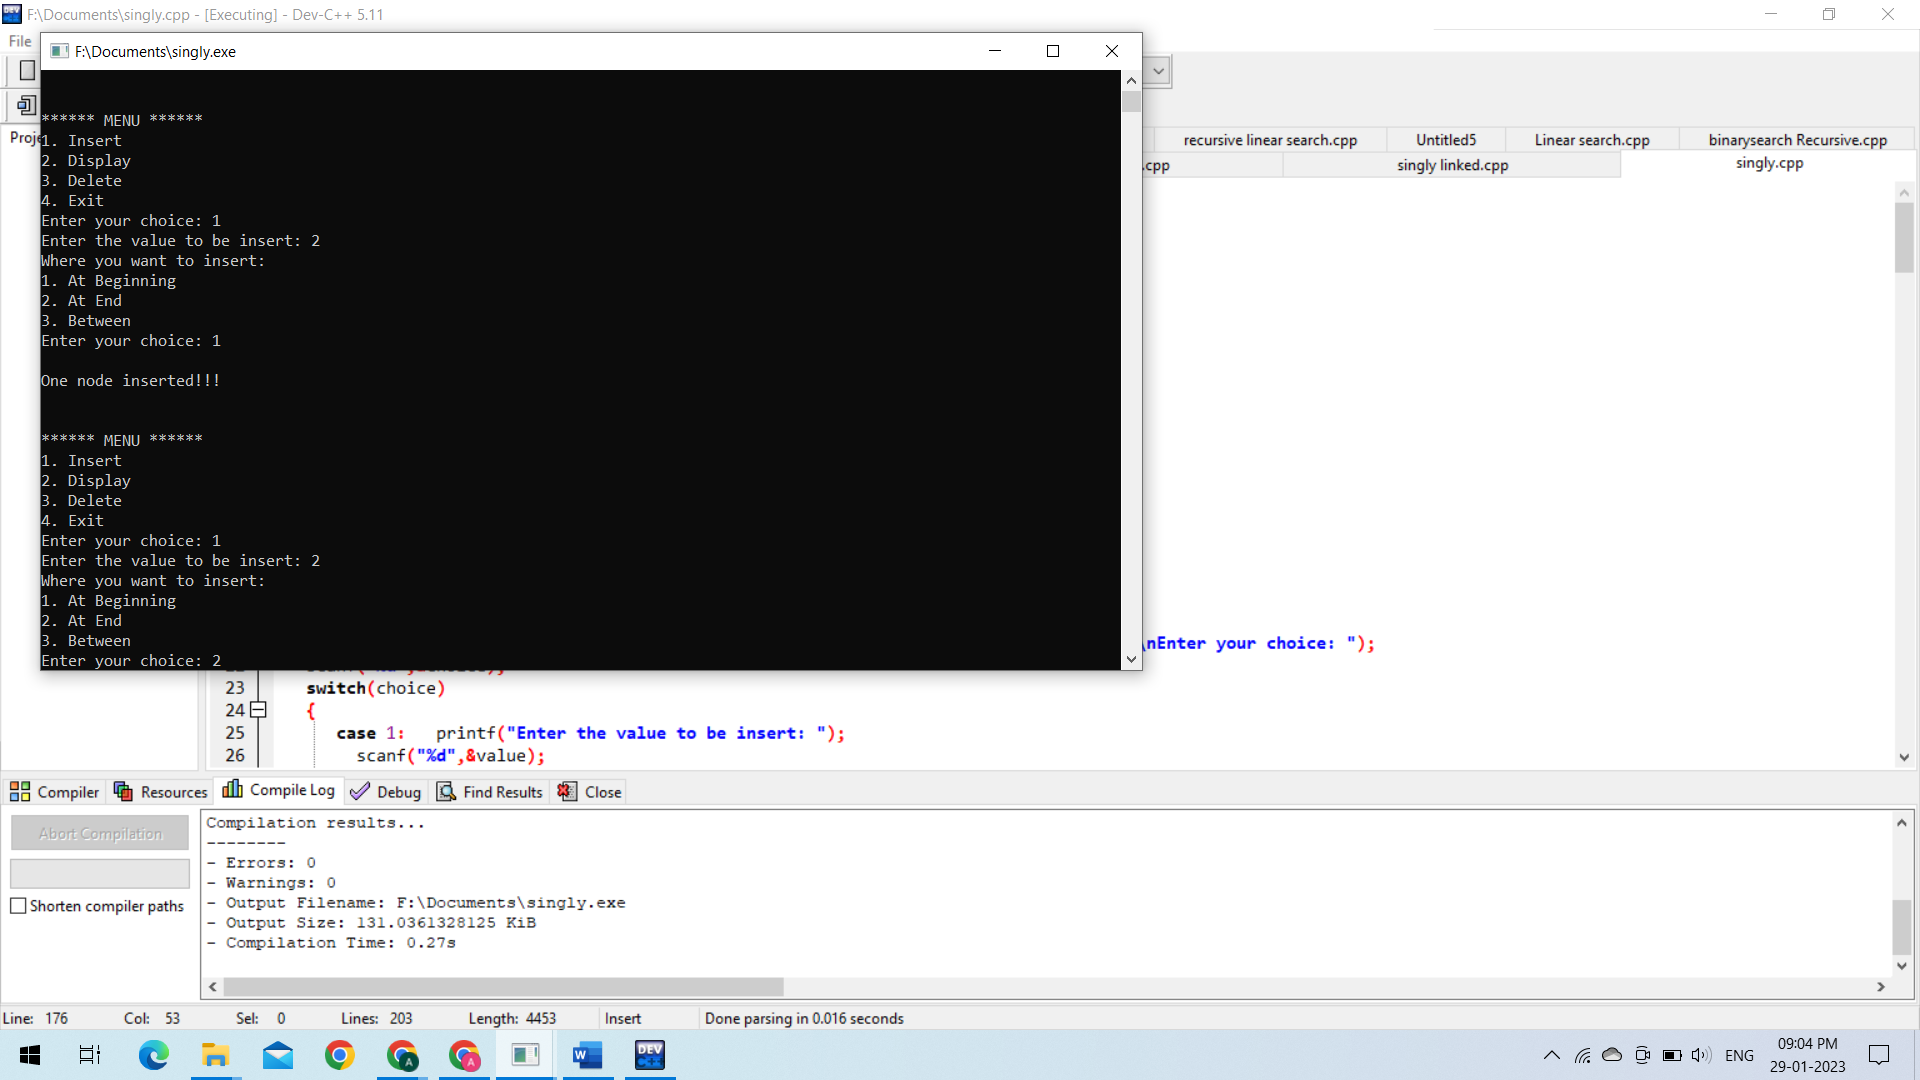 F:\Documents\singly.cpp - [Executing] - Dev-C++ 5.11
File
F:\Documents\singly.exe
****** MENU ******
1. Insert
2. Display
3. Delete
4. Exit
Enter your choice: 1
Enter the value to be insert: 2
Where you want to insert:
1. At Beginning
2. At End
3. Between
Enter your choice: 1
One node inserted!!!
****** MENU ******
1. Insert
2. Display
3. Delete
4. Exit
Enter your choice: 1
Enter the value to be insert: 2
Where you want to insert:
1. At Beginning
2. At End
3. Between
Enter your choice: 2
recursive linear search.cpp Untitled5 Linear search.cpp binarysearch Recursive.cpp
.cpp singly linked.cpp singly.cpp
\nEnter your choice: ");
23 switch(choice)
24 {
25 case 1: printf("Enter the value to be insert: ");
26 scanf("%d",&value);
Compiler Resources Compile Log Debug Find Results Close
Abort Compilation
Shorten compiler paths
Compilation results...
--------
- Errors: 0
- Warnings: 0
- Output Filename: F:\Documents\singly.exe
- Output Size: 131.0361328125 KiB
- Compilation Time: 0.27s
Line: 176 Col: 53 Sel: 0 Lines: 203 Length: 4453 Insert Done parsing in 0.016 seconds
ENG
09:04 PM
29-01-2023